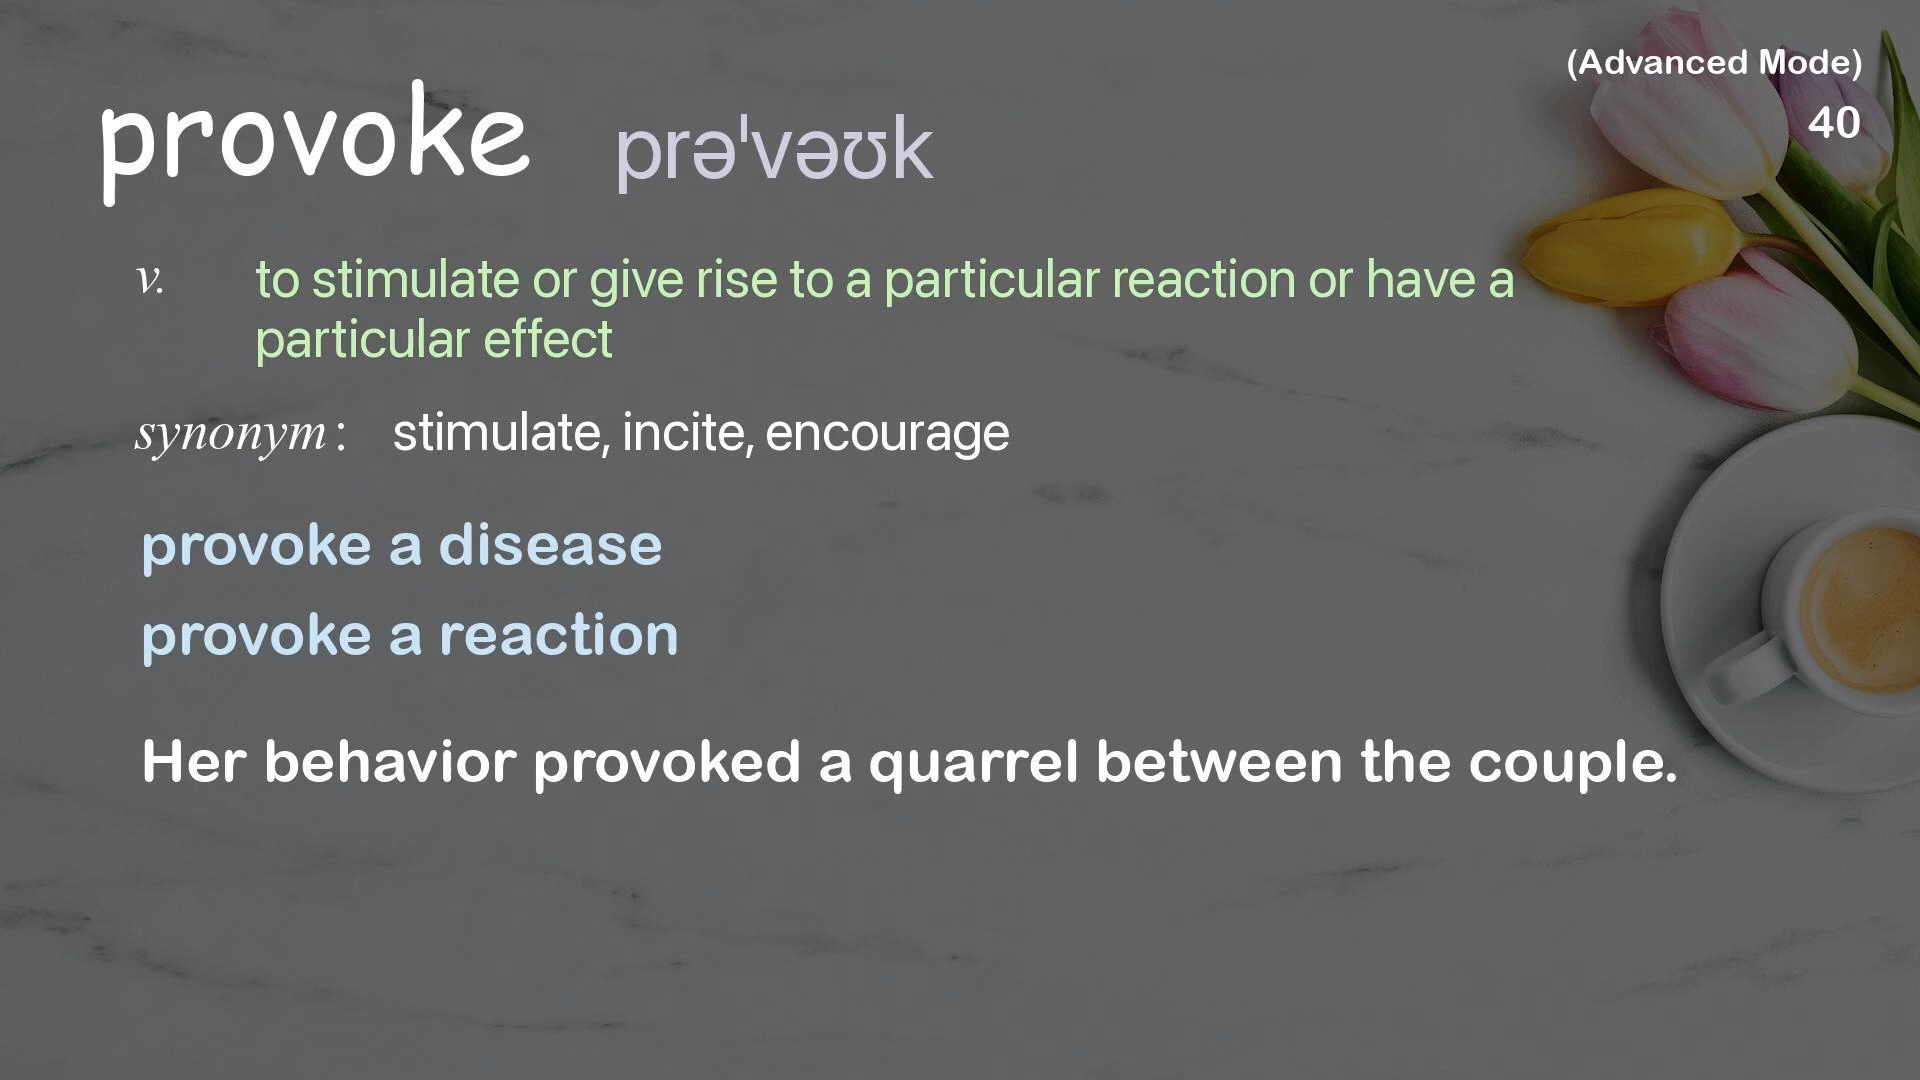 (Advanced Mode)
40
provoke prəˈvəʊk
v. to stimulate or give rise to a particular reaction or have a
particular effect
synonym: stimulate, incite, encourage
provoke a disease
provoke a reaction
Her behavior provoked a quarrel between the couple.